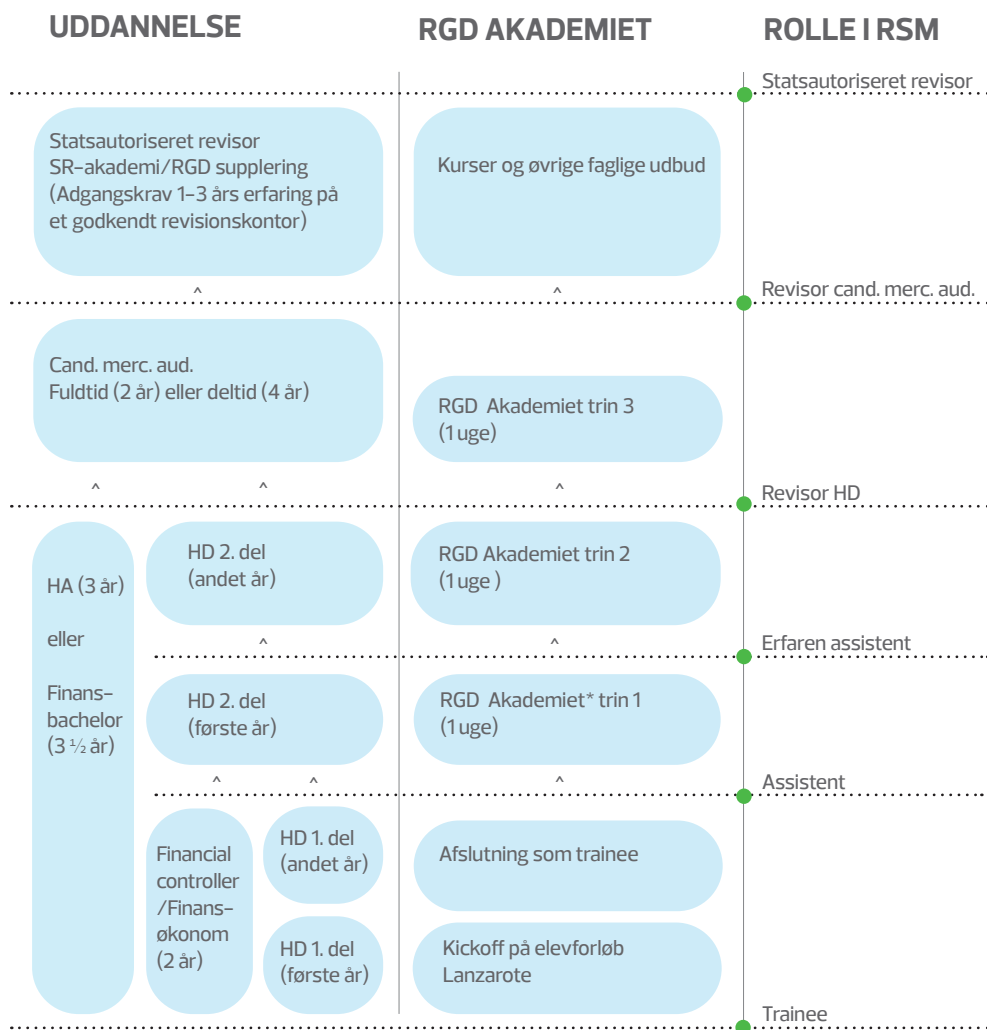 UDDANNELSE
RGD AKADEMIET
ROLLE I RSM
Statsautoriseret revisor
Statsautoriseret revisor
SR-akademi/RGD supplering
(Adgangskrav 1-3 års erfaring på
et godkendt revisionskontor)
Kurser og øvrige faglige udbud
^
^
Revisor cand. merc. aud.
Cand. merc. aud.
Fuldtid (2 år) eller deltid (4 år)
RGD Akademiet trin 3
(1 uge)
^
^
^
Revisor HD
HA (3 år)
eller
Finans-
bachelor
(3 ½ år)
HD 2. del
(andet år)
RGD Akademiet trin 2
(1 uge )
^
^
Erfaren assistent
HD 2. del
(første år)
RGD Akademiet* trin 1
(1 uge)
^
^
^
Assistent
Financial
controller
/Finans-
økonom
(2 år)
HD 1. del
(andet år)
Afslutning som trainee
HD 1. del
(første år)
Kickoff på elevforløb
Lanzarote
Trainee